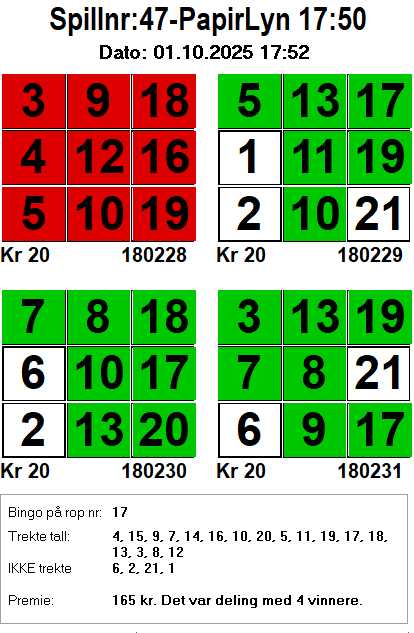 Spillnr:47-PapirLyn 17:50
Dato: 01.10.2025 17:52
3 9 18
4 12 16
5 10 19
Kr 20 180228
5 13 17
1 11 19
2 10 21
Kr 20 180229
7 8 18
6 10 17
2 13 20
Kr 20 180230
3 13 19
7 8 21
6 9 17
Kr 20 180231
Bingo på rop nr: 17
Trekte tall: 4, 15, 9, 7, 14, 16, 10, 20, 5, 11, 19, 17, 18,
13, 3, 8, 12
IKKE trekte 6, 2, 21, 1
Premie: 165 kr. Det var deling med 4 vinnere.